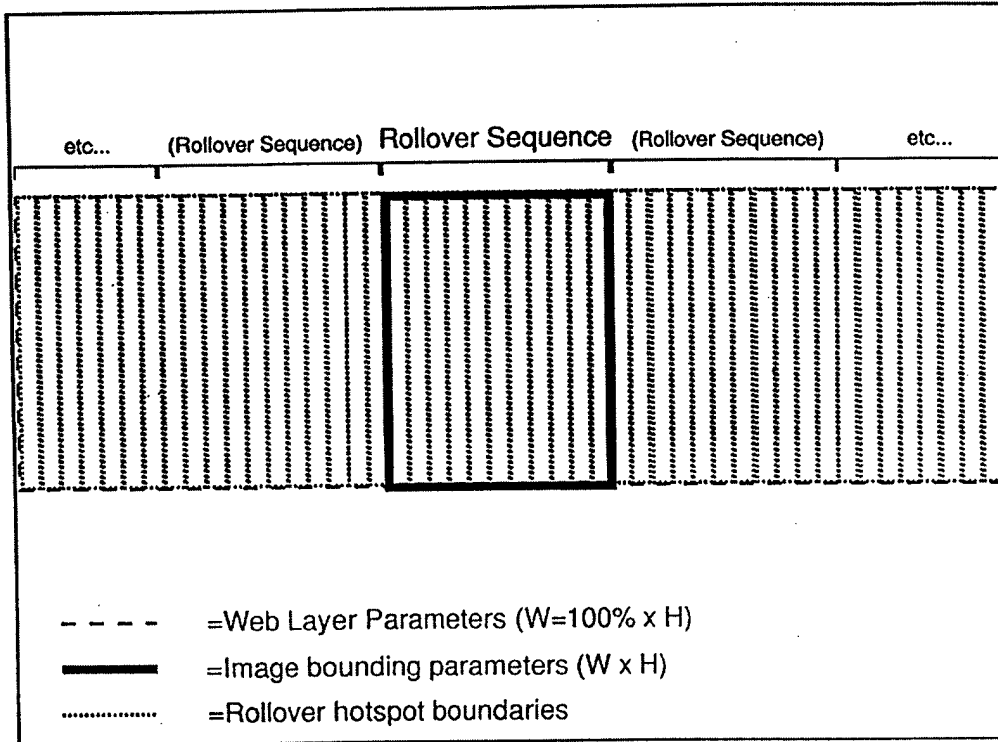 etc... (Rollover Sequence) Rollover Sequence (Rollover Sequence) etc...
=Web Layer Parameters (W=100% x H)
=Image bounding parameters (W x H)
=Rollover hotspot boundaries